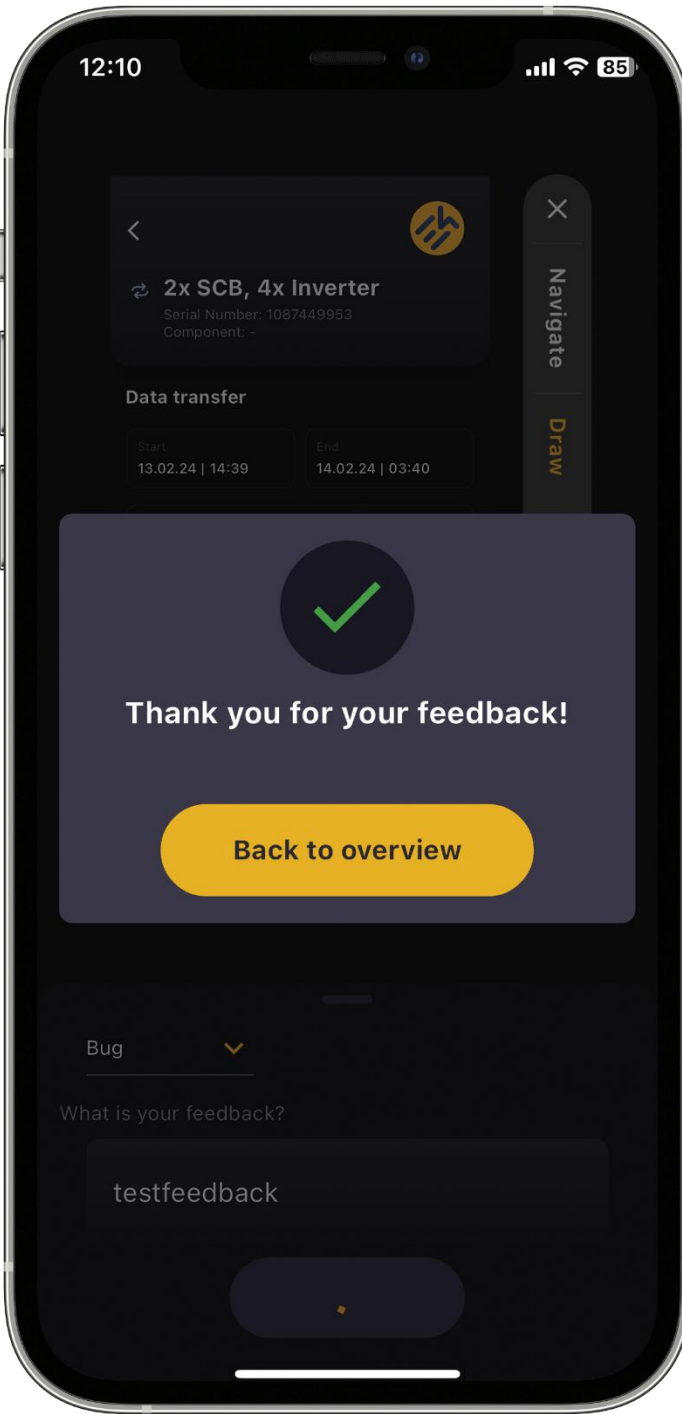 12:10
85
2x SCB, 4x Inverter
Serial Number: 1087449953
Component: -
Navigate
Data transfer
Draw
Start
End
13.02.24 | 14:39
14.02.24 | 03:40
Thank you for your feedback!
Back to overview
Bug
What is your feedback?
testfeedback